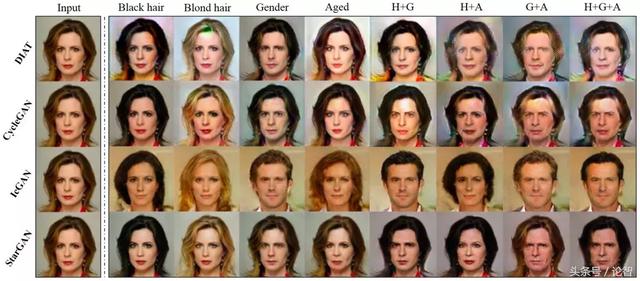 Input Black hair Blond hair Gender Aged H+G H+A G+A H+G+A
DIAT
CycleGAN
IcGAN
StarGAN
头条号 / 论智